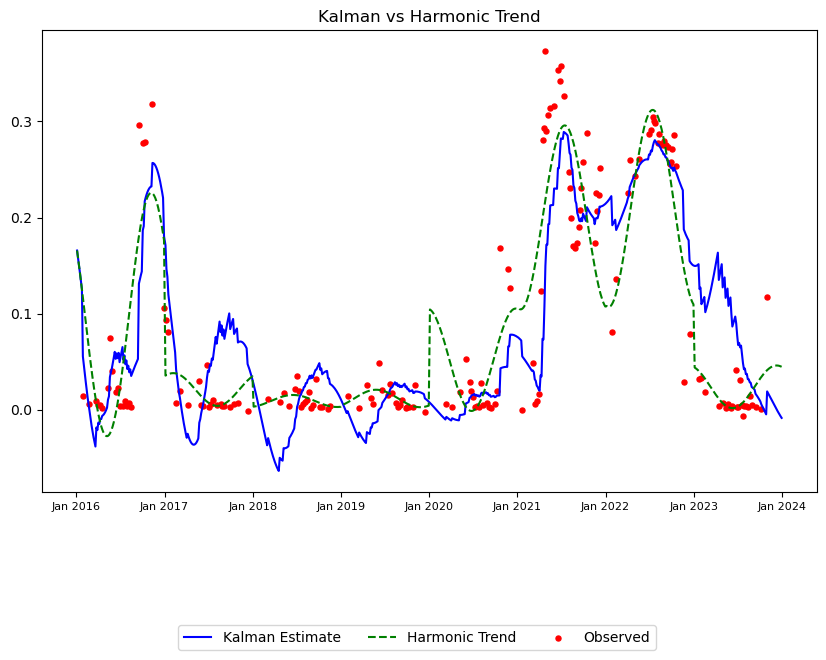 Kalman vs Harmonic Trend
0.3
0.2
0.1
0.0
Jan 2016 Jan 2017 Jan 2018 Jan 2019 Jan 2020 Jan 2021 Jan 2022 Jan 2023 Jan 2024
Kalman Estimate Harmonic Trend Observed